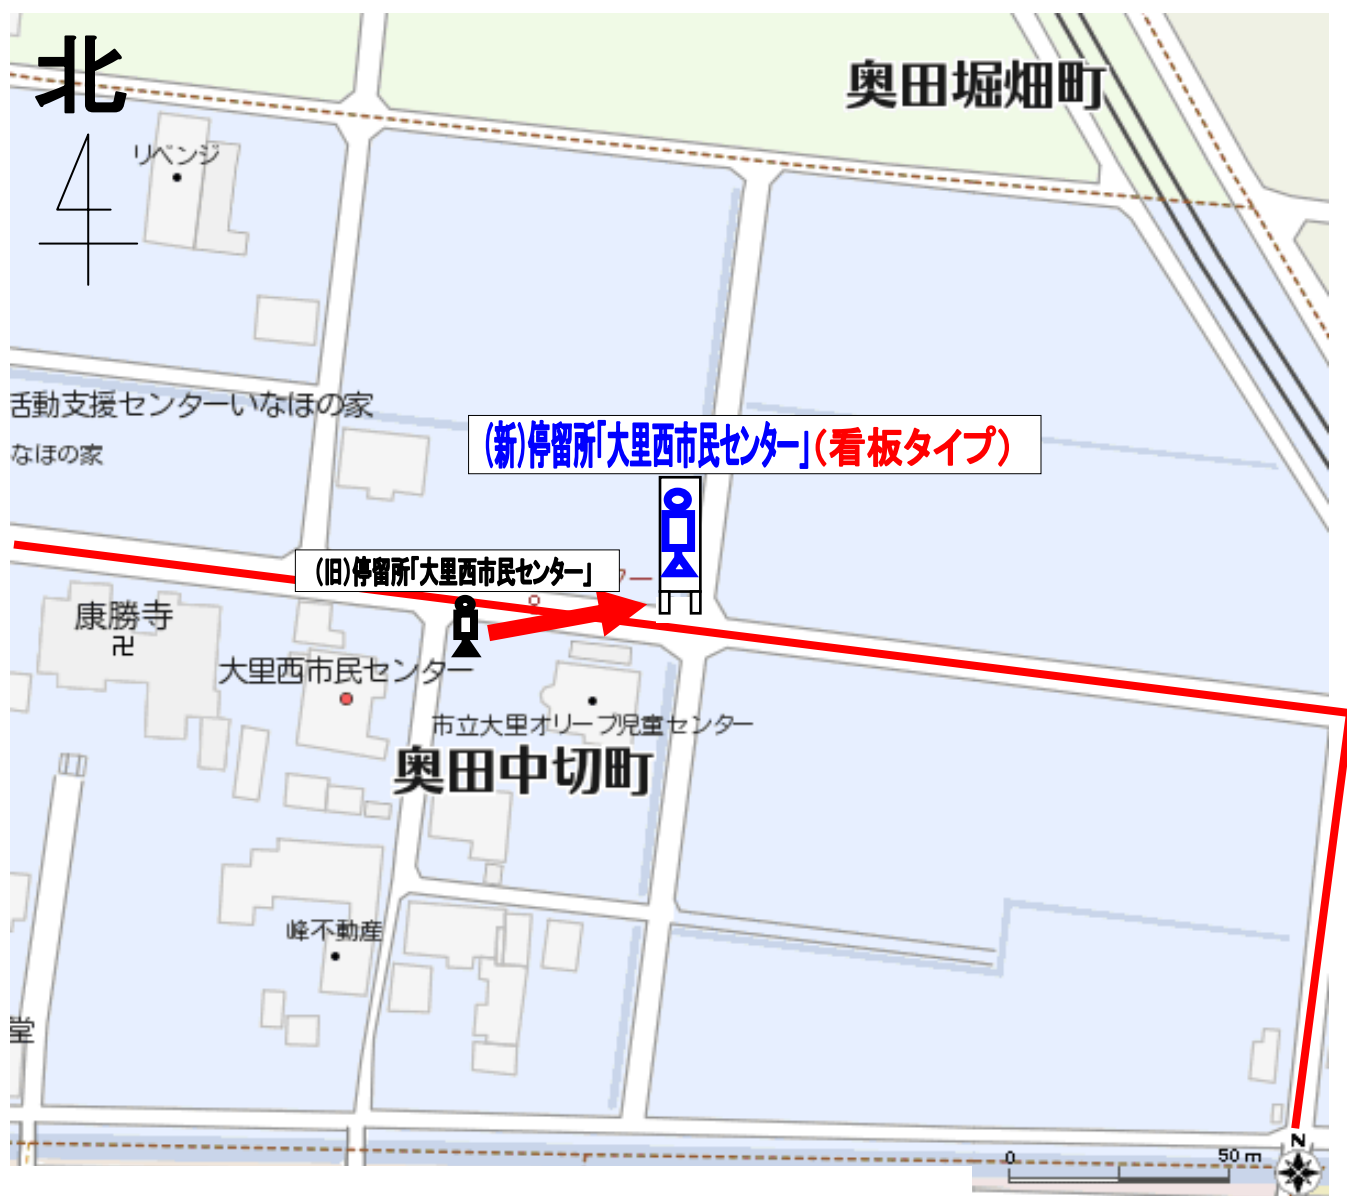 北
奥田堀畑町
リベンジ
活動支援センターいなほの家
なほの家
(新)停留所「大里西市民センター」(看板タイプ)
(旧)停留所「大里西市民センター」
ター
康勝寺
卍
大里西市民センター
市立大里オリーブ児童センター
奥田中切町
峰不動産
堂
N
0
50 m